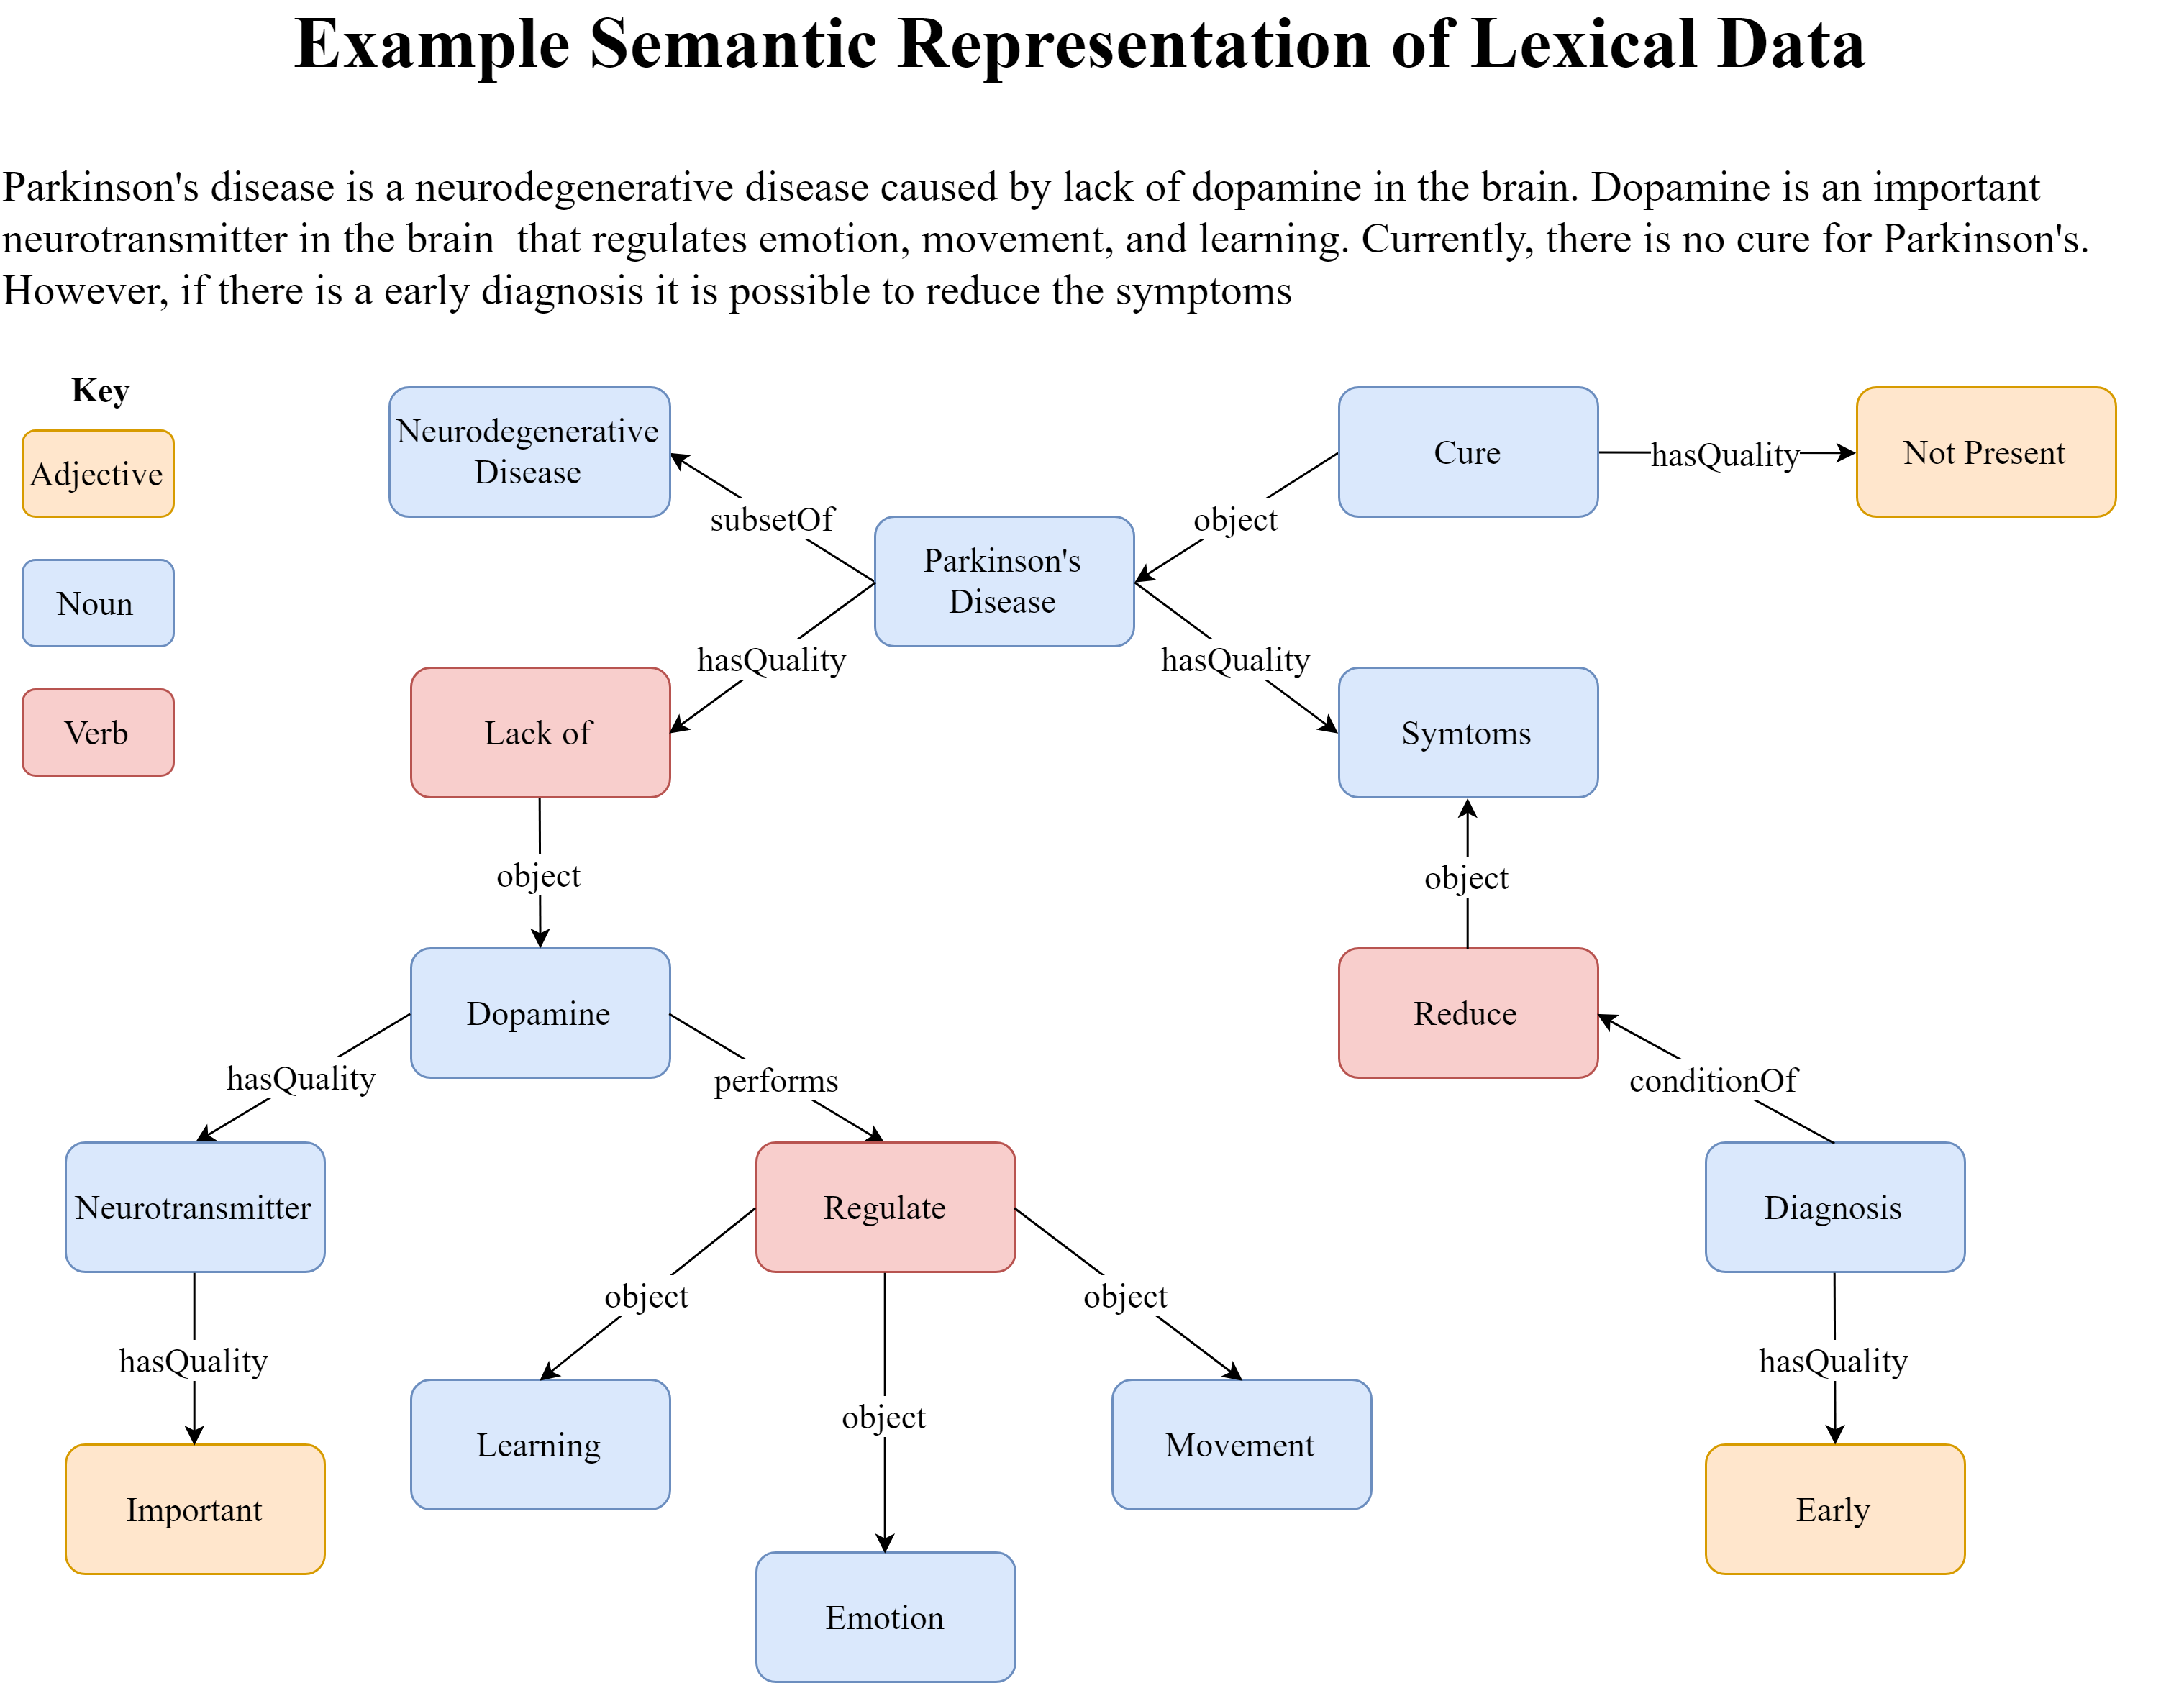 Example Semantic Representation of Lexical Data
Parkinson's disease is a neurodegenerative disease caused by lack of dopamine in the brain. Dopamine is an important
neurotransmitter in the brain  that regulates emotion, movement, and learning. Currently, there is no cure for Parkinson's.
However, if there is a early diagnosis it is possible to reduce the symptoms
Key
Adjective
Noun
Verb
Neurodegenerative
Disease
Cure
hasQuality
Not Present
subsetOf
object
Parkinson's
Disease
hasQuality
hasQuality
Lack of
Symtoms
object
object
Dopamine
Reduce
hasQuality
performs
conditionOf
Neurotransmitter
Regulate
Diagnosis
object
object
hasQuality
object
hasQuality
Learning
Movement
Important
Early
Emotion